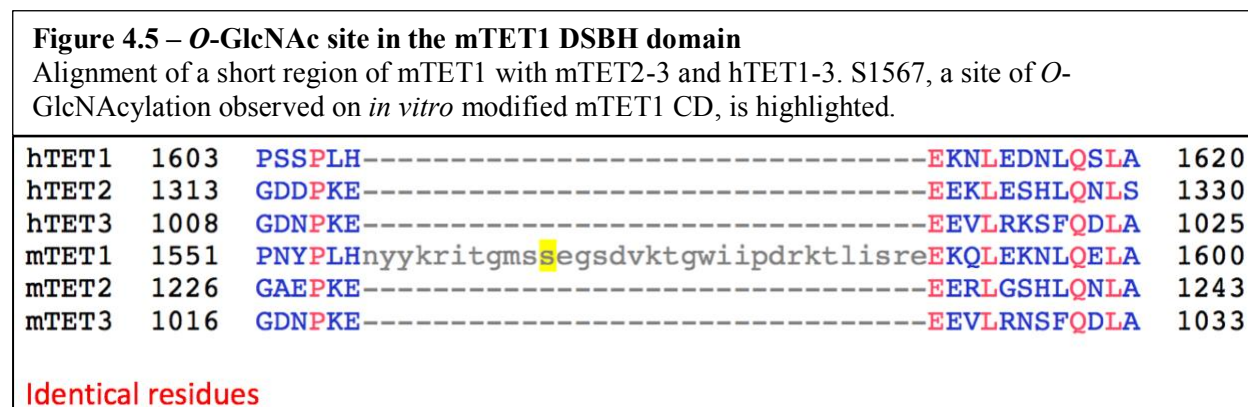 Figure 4.5 – O-GlcNAc site in the mTET1 DSBH domain
Alignment of a short region of mTET1 with mTET2-3 and hTET1-3. S1567, a site of O-
GlcNAcylation observed on in vitro modified mTET1 CD, is highlighted.
hTET1 1603 PSSPLH--------------------------------EKNLEDNLQSLA 1620
hTET2 1313 GDDPKE--------------------------------EEKLESHLQNLS 1330
hTET3 1008 GDNPKE--------------------------------EEVLRKSFQDLA 1025
mTET1 1551 PNYPLHnyykritgmssegsdvktgwiipdrktlisreEKQLEKNLQELA 1600
mTET2 1226 GAEPKE--------------------------------EERLGSHLQNLA 1243
mTET3 1016 GDNPKE--------------------------------EEVLRNSFQDLA 1033
Identical residues